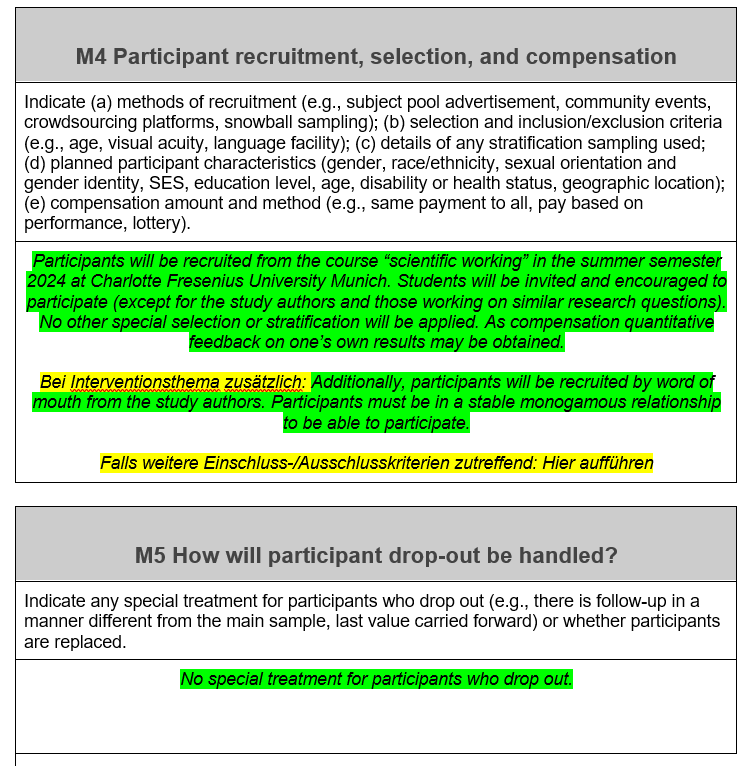 M4 Participant recruitment, selection, and compensation
Indicate (a) methods of recruitment (e.g., subject pool advertisement, community events,
crowdsourcing platforms, snowball sampling); (b) selection and inclusion/exclusion criteria
(e.g., age, visual acuity, language facility); (c) details of any stratification sampling used;
(d) planned participant characteristics (gender, race/ethnicity, sexual orientation and
gender identity, SES, education level, age, disability or health status, geographic location);
(e) compensation amount and method (e.g., same payment to all, pay based on
performance, lottery).
Participants will be recruited from the course “scientific working” in the summer semester
2024 at Charlotte Fresenius University Munich. Students will be invited and encouraged to
participate (except for the study authors and those working on similar research questions).
No other special selection or stratification will be applied. As compensation quantitative
feedback on one’s own results may be obtained.
Bei Interventionsthema zusätzlich: Additionally, participants will be recruited by word of
mouth from the study authors. Participants must be in a stable monogamous relationship
to be able to participate.
Falls weitere Einschluss-/Ausschlusskriterien zutreffend: Hier aufführen
M5 How will participant drop-out be handled?
Indicate any special treatment for participants who drop out (e.g., there is follow-up in a
manner different from the main sample, last value carried forward) or whether participants
are replaced.
No special treatment for participants who drop out.